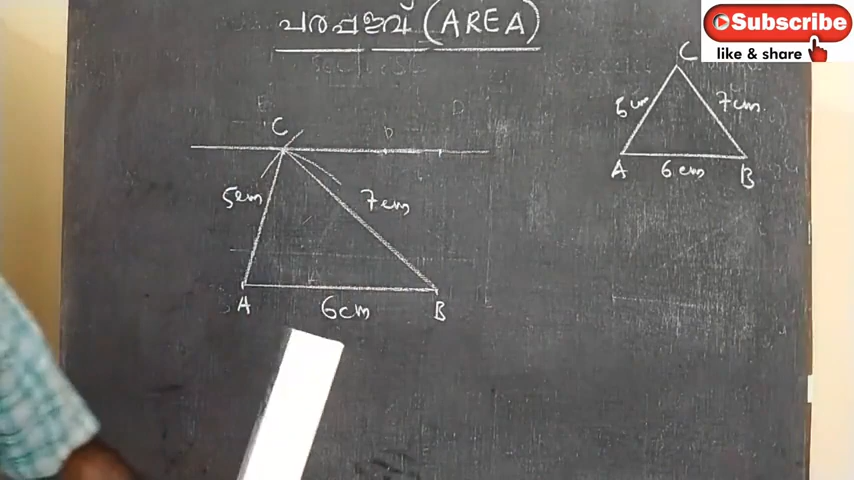 പരപ്പളവ് (AREA)
Subscribe
like & share
C
5cm
7cm
A
6cm
B
C
D
5cm
7cm
A
6cm
B